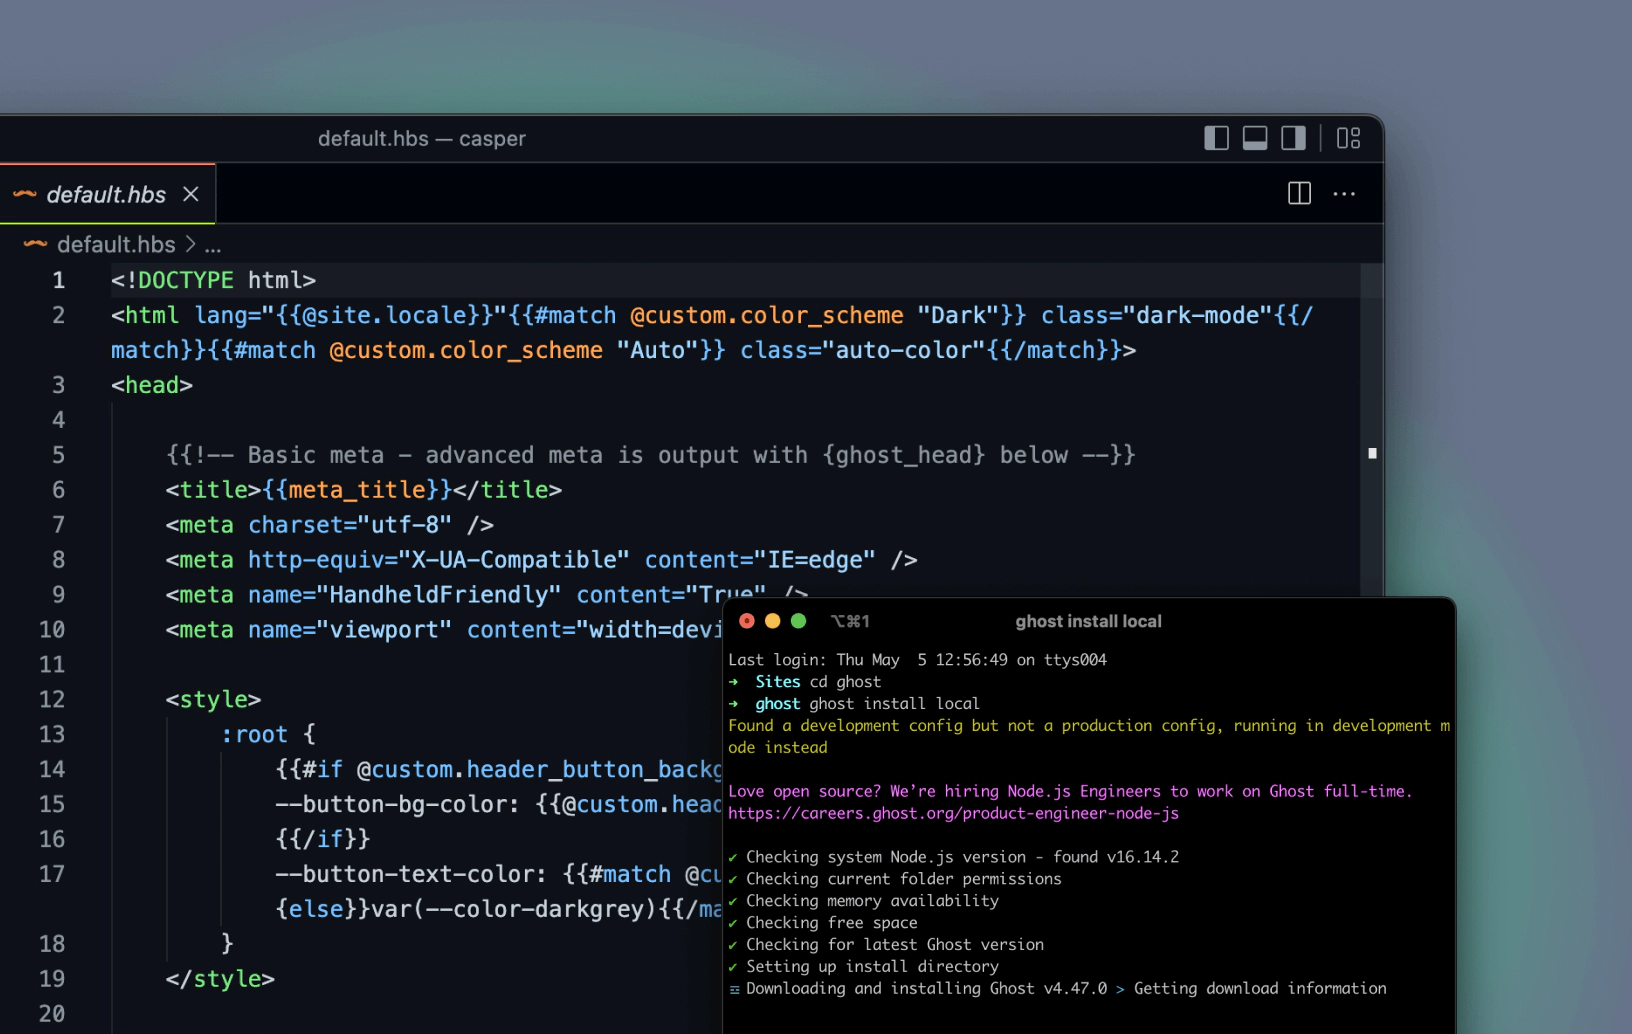 default.hbs — casper
default.hbs
default.hbs > ...
1 <!DOCTYPE html>
2 <html lang="{{@site.locale}}"{{#match @custom.color_scheme "Dark"}} class="dark-mode"{{/
match}}{{#match @custom.color_scheme "Auto"}} class="auto-color"{{/match}}>
3 <head>
4
5 {{!-- Basic meta - advanced meta is output with {ghost_head} below --}}
6 <title>{{meta_title}}</title>
7 <meta charset="utf-8" />
8 <meta http-equiv="X-UA-Compatible" content="IE=edge" />
9 <meta name="HandheldFriendly" content="True" />
10 <meta name="viewport" content="width=devi
11
12 <style>
13 :root {
14 {{#if @custom.header_button_backg
15 --button-bg-color: {{@custom.head
16 {{/if}}
17 --button-text-color: {{#match @cu
{else}}var(--color-darkgrey){{/ma
18 }
19 </style>
20
⌥⌘1 ghost install local
Last login: Thu May  5 12:56:49 on ttys004
➜ Sites cd ghost
➜ ghost ghost install local
Found a development config but not a production config, running in development m
ode instead
Love open source? We’re hiring Node.js Engineers to work on Ghost full-time.
https://careers.ghost.org/product-engineer-node-js
✔ Checking system Node.js version - found v16.14.2
✔ Checking current folder permissions
✔ Checking memory availability
✔ Checking free space
✔ Checking for latest Ghost version
✔ Setting up install directory
Downloading and installing Ghost v4.47.0 > Getting download information